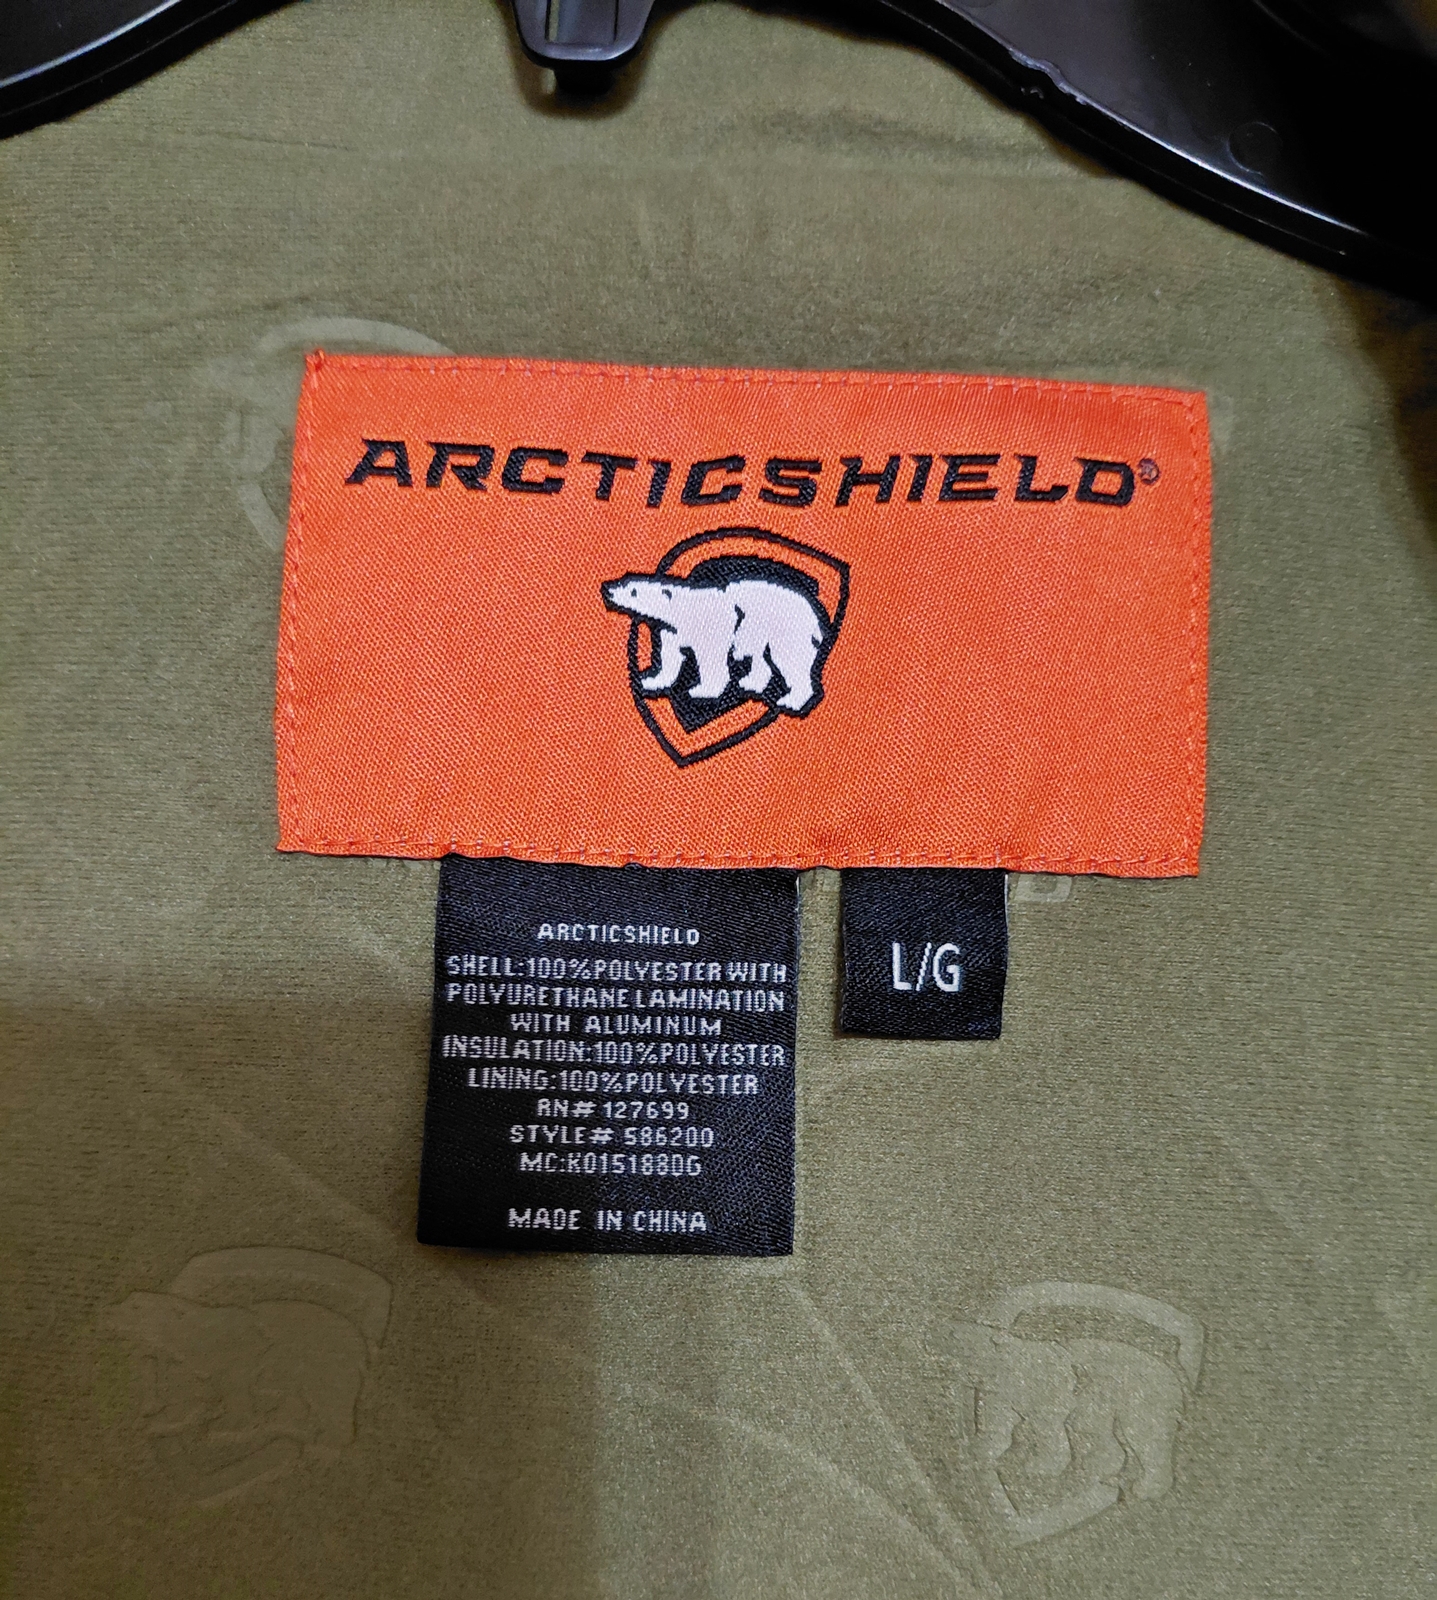 ARCTICSHIELD®
ARCTICSHIELD
SHELL:100%POLYESTER WITH
POLYURETHANE LAMINATION
WITH ALUMINUM
INSULATION:100%POLYESTER
LINING:100%POLYESTER
RN# 127699
STYLE# 586200
MC:K0151880G
MADE IN CHINA
L/G